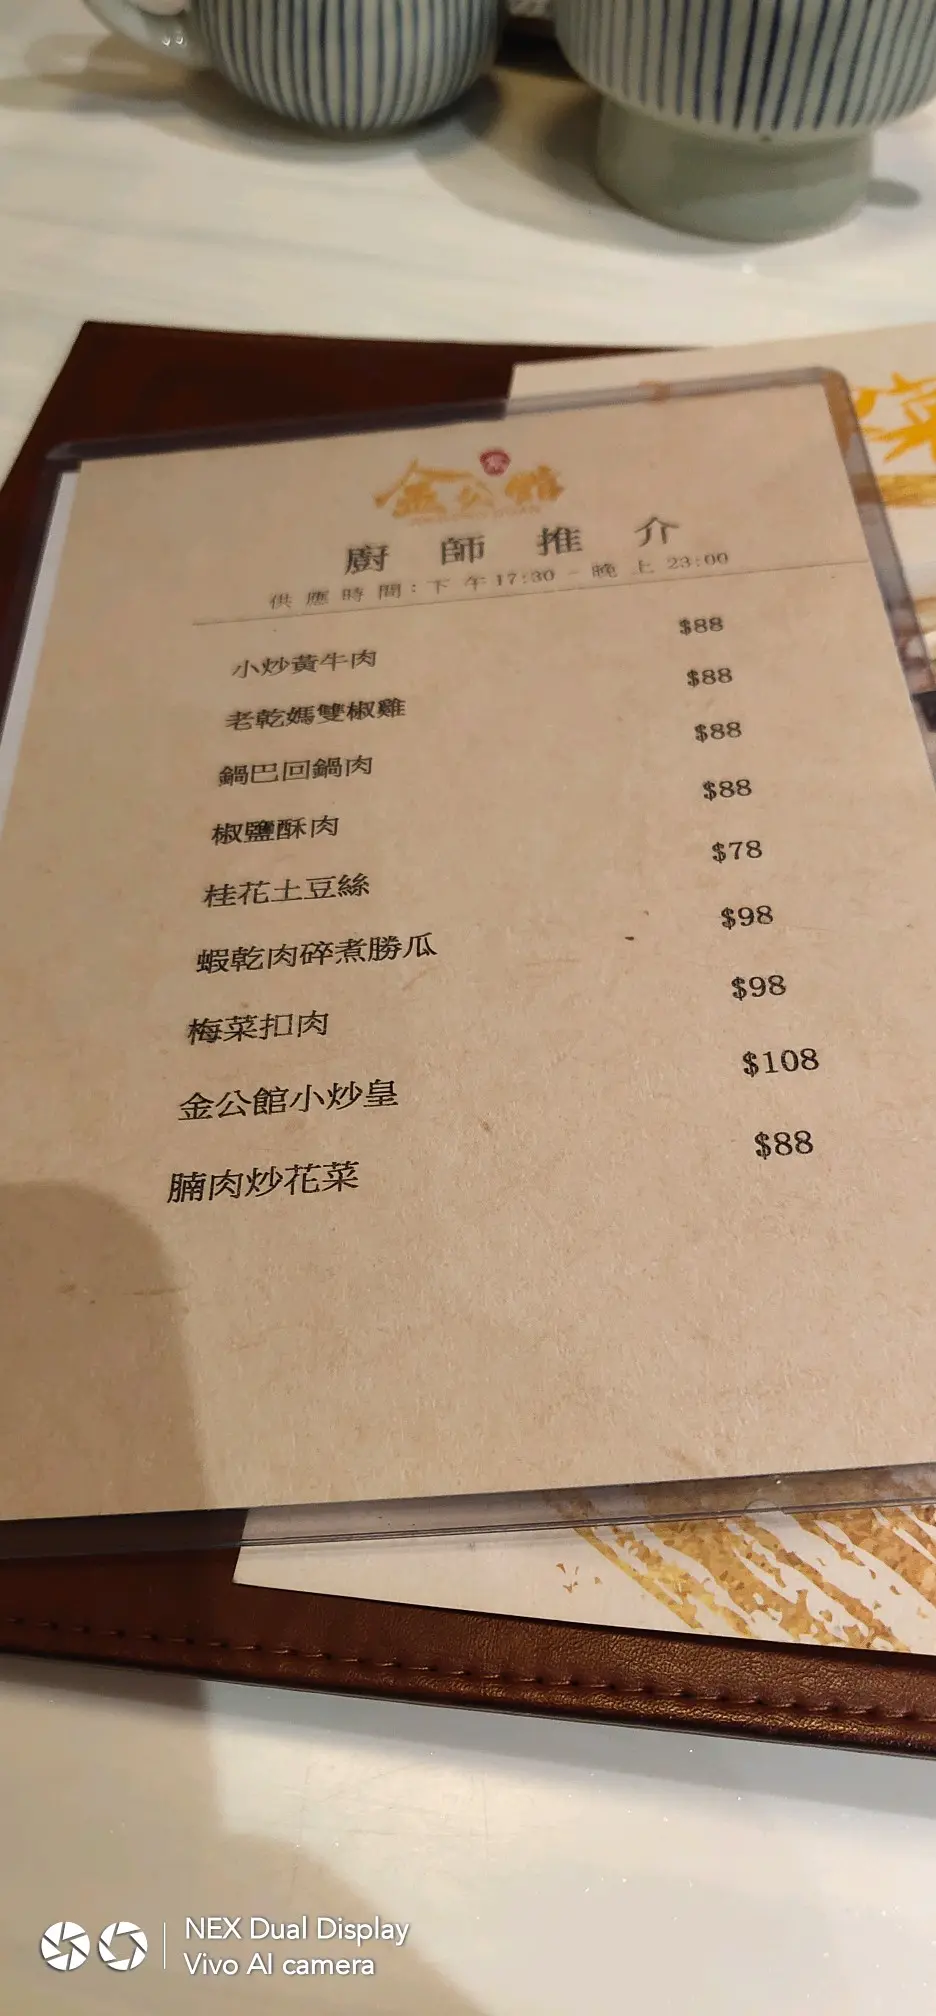 金公館
廚師推介
供應時間：下午17:30 - 晚上23:00
小炒黃牛肉 $88
老乾媽雙椒雞 $88
鍋巴回鍋肉 $88
椒鹽酥肉 $88
桂花土豆絲 $78
蝦乾肉碎煮勝瓜 $98
梅菜扣肉 $98
金公館小炒皇 $108
腩肉炒花菜 $88
NEX Dual Display
Vivo AI camera